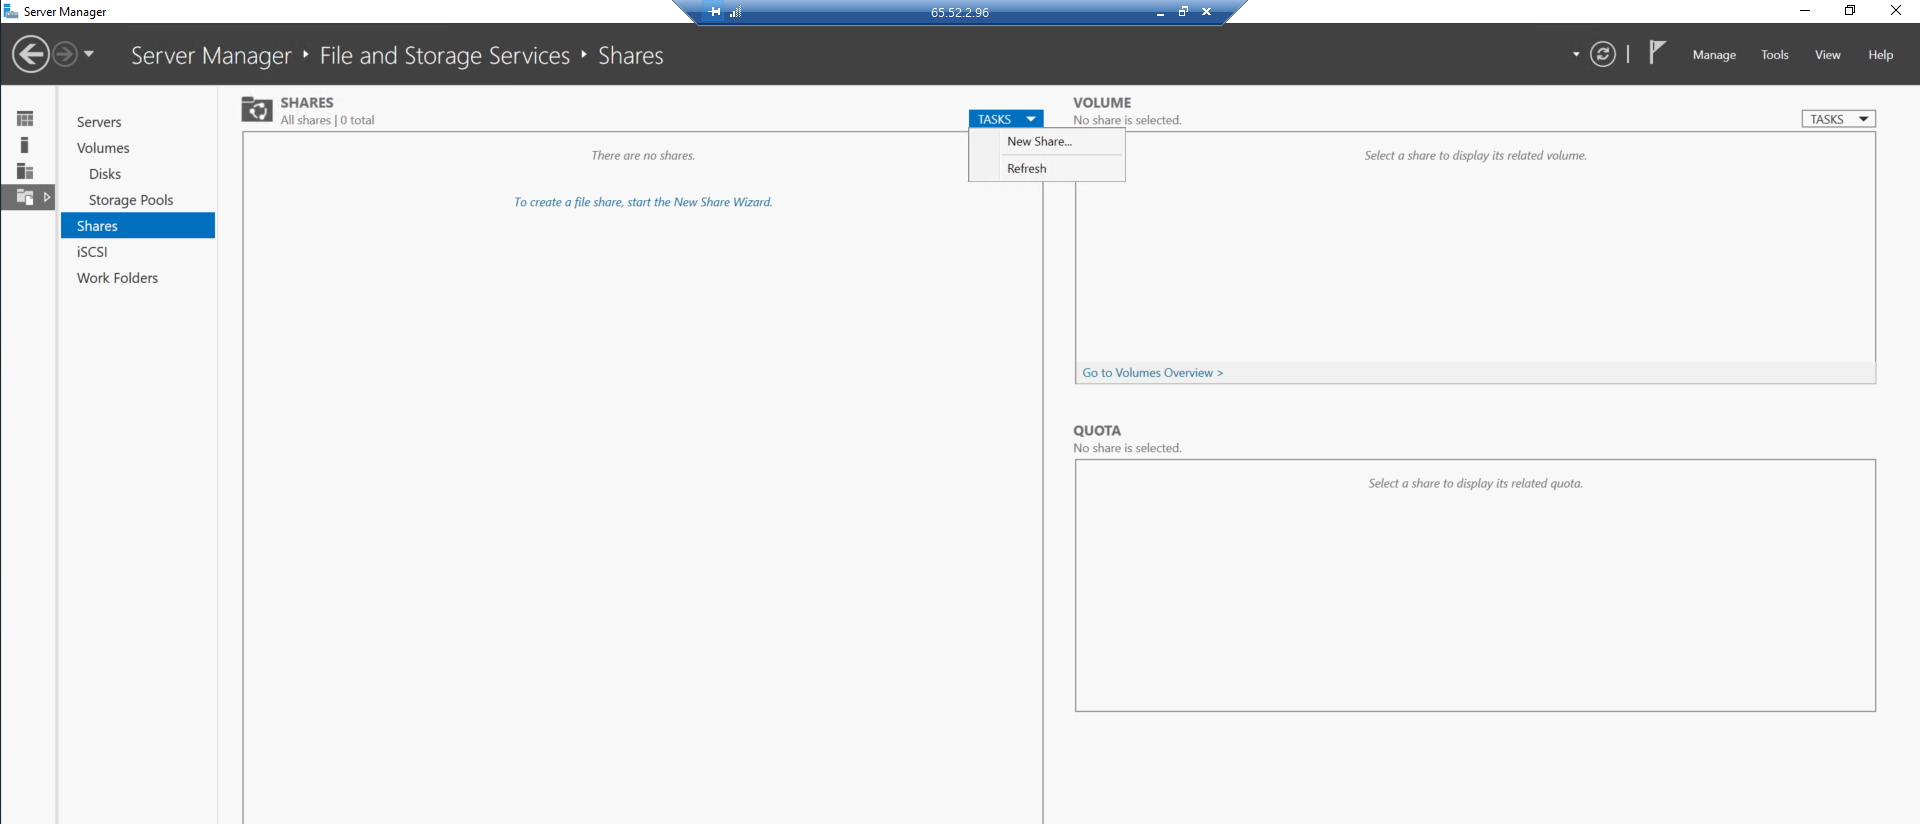 Server Manager
65.52.2.96
Server Manager ‣ File and Storage Services ‣ Shares
Manage Tools View Help
Servers
Volumes
Disks
Storage Pools
Shares
iSCSI
Work Folders
SHARES
All shares | 0 total
TASKS
New Share...
Refresh
There are no shares.
To create a file share, start the New Share Wizard.
VOLUME
No share is selected.
TASKS
Select a share to display its related volume.
Go to Volumes Overview >
QUOTA
No share is selected.
Select a share to display its related quota.